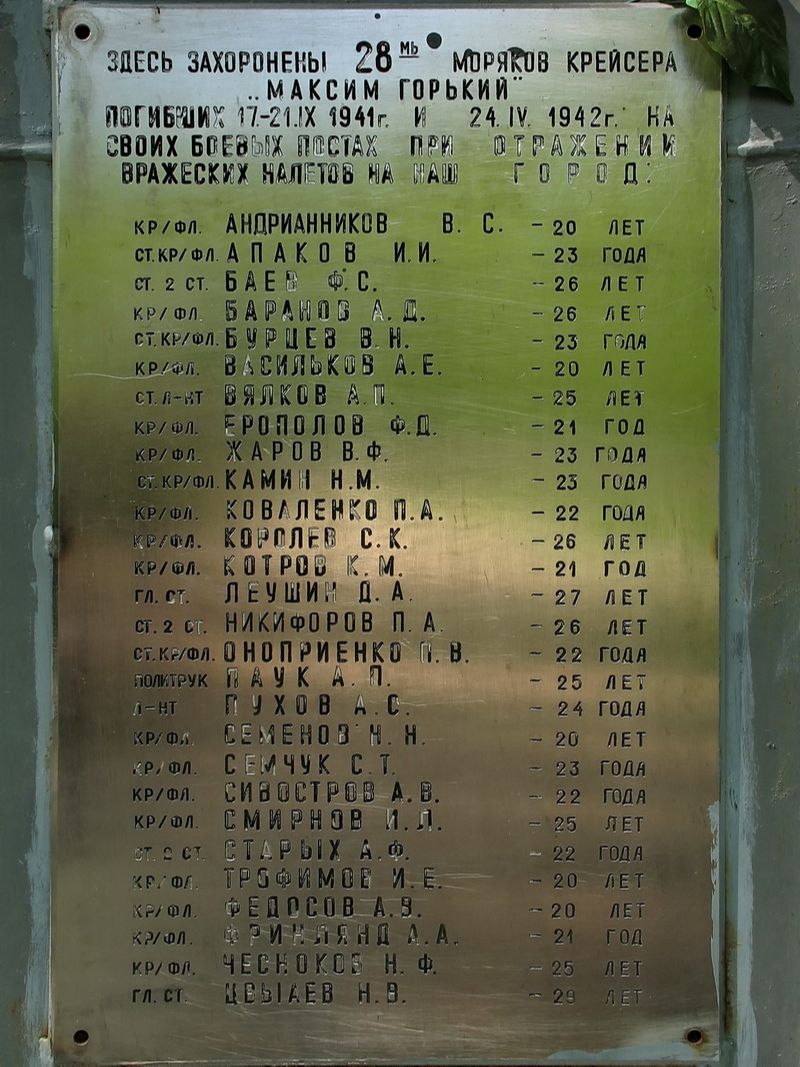 ЗДЕСЬ ЗАХОРОНЕНЫ 28 МЬ МОРЯКОВ КРЕЙСЕРА
„МАКСИМ ГОРЬКИЙ"
ПОГИБШИХ 17-21.IX 1941г. И 24.IV. 1942г. НА
СВОИХ БОЕВЫХ ПОСТАХ ПРИ ОТРАЖЕНИИ
ВРАЖЕСКИХ НАЛЕТОВ НА НАШ ГОРОД:
КР/ФЛ. АНДРИАННИКОВ В. С. – 20 ЛЕТ
СТ.КР/ФЛ. АПАКОВ И.И. – 23 ГОДА
СТ. 2 СТ. БАЕВ Ф.С. – 26 ЛЕТ
КР/ФЛ. БАРАНОВ А.Д. – 26 ЛЕТ
СТ.КР/ФЛ. БУРЦЕВ В.Н. – 23 ГОДА
КР/ФЛ. ВАСИЛЬКОВ А.Е. – 20 ЛЕТ
СТ.Л-НТ ВЯЛКОВ А.П. – 25 ЛЕТ
КР/ФЛ. ЕРОПОЛОВ Ф.Д. – 21 ГОД
КР/ФЛ. ЖАРОВ В.Ф. – 23 ГОДА
СТ.КР/ФЛ. КАМИН Н.М. – 23 ГОДА
КР/ФЛ. КОВАЛЕНКО П.А. – 22 ГОДА
КР/ФЛ. КОРОЛЕВ С.К. – 26 ЛЕТ
КР/ФЛ. КОТРОВ К.М. – 21 ГОД
ГЛ. СТ. ЛЕУШИН Д.А. – 27 ЛЕТ
СТ. 2 СТ. НИКИФОРОВ П.А. – 26 ЛЕТ
СТ.КР/ФЛ. ОНОПРИЕНКО П.В. – 22 ГОДА
ПОЛИТРУК ПАУК А.П. – 25 ЛЕТ
Л-НТ ПУХОВ А.С. – 24 ГОДА
КР/ФЛ. СЕМЕНОВ Н.Н. – 20 ЛЕТ
КР/ФЛ. СЕМЧУК С.Т. – 23 ГОДА
КР/ФЛ. СИВОСТРОВ А.В. – 22 ГОДА
КР/ФЛ. СМИРНОВ И.Л. – 25 ЛЕТ
СТ. 2 СТ. СТАРЫХ А.Ф. – 22 ГОДА
КР/ФЛ. ТРОФИМОВ И.Е. – 20 ЛЕТ
КР/ФЛ. ФЕДОСОВ А.В. – 20 ЛЕТ
КР/ФЛ. ФРИНЛЯНД А.А. – 21 ГОД
КР/ФЛ. ЧЕСНОКОВ Н.Ф. – 25 ЛЕТ
ГЛ. СТ. ЦВЫАЕВ Н.В. – 29 ЛЕТ